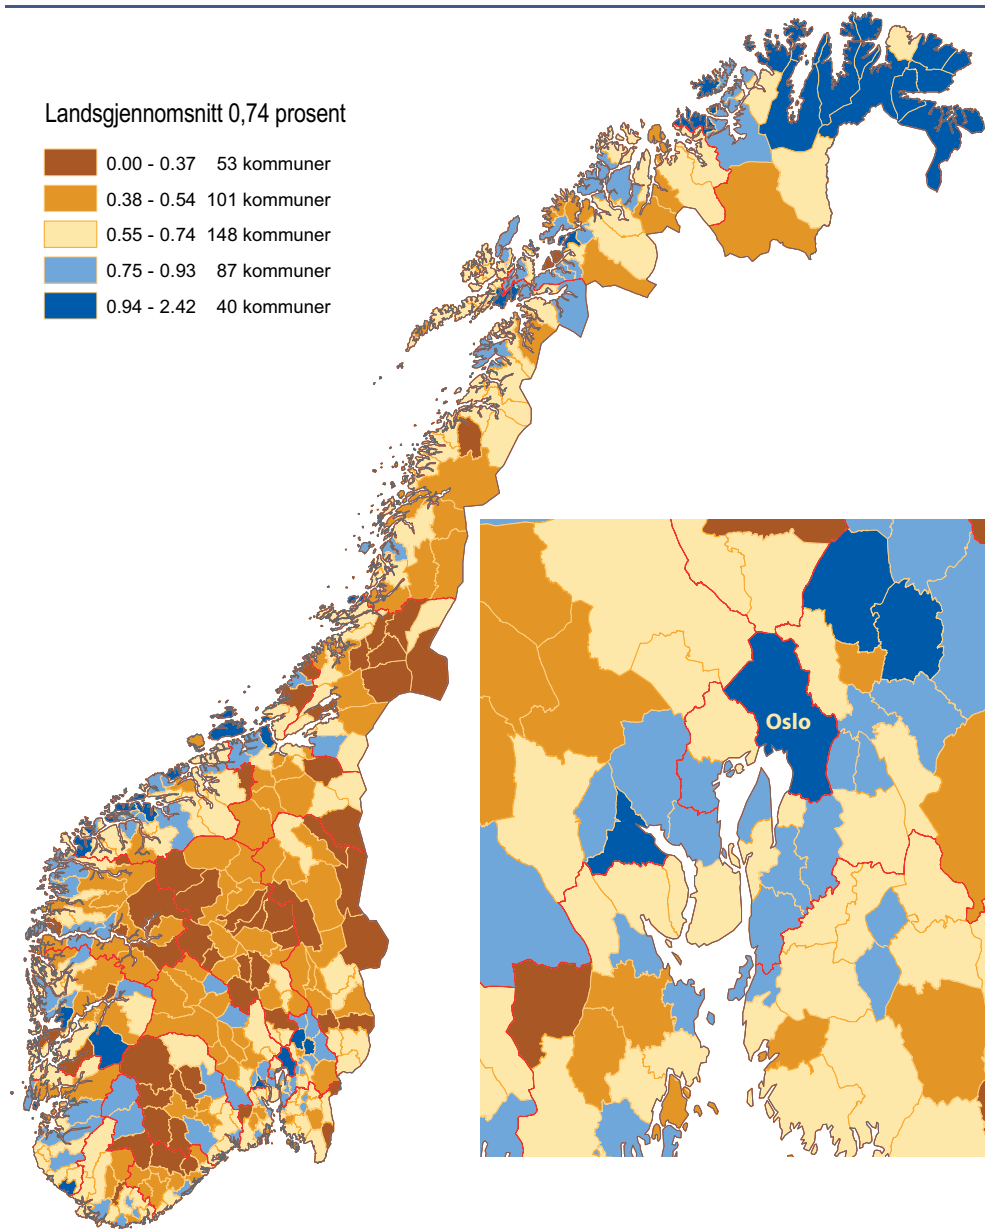 Landsgjennomsnitt 0,74 prosent
0.00 - 0.37 53 kommuner
0.38 - 0.54 101 kommuner
0.55 - 0.74 148 kommuner
0.75 - 0.93 87 kommuner
0.94 - 2.42 40 kommuner
Oslo